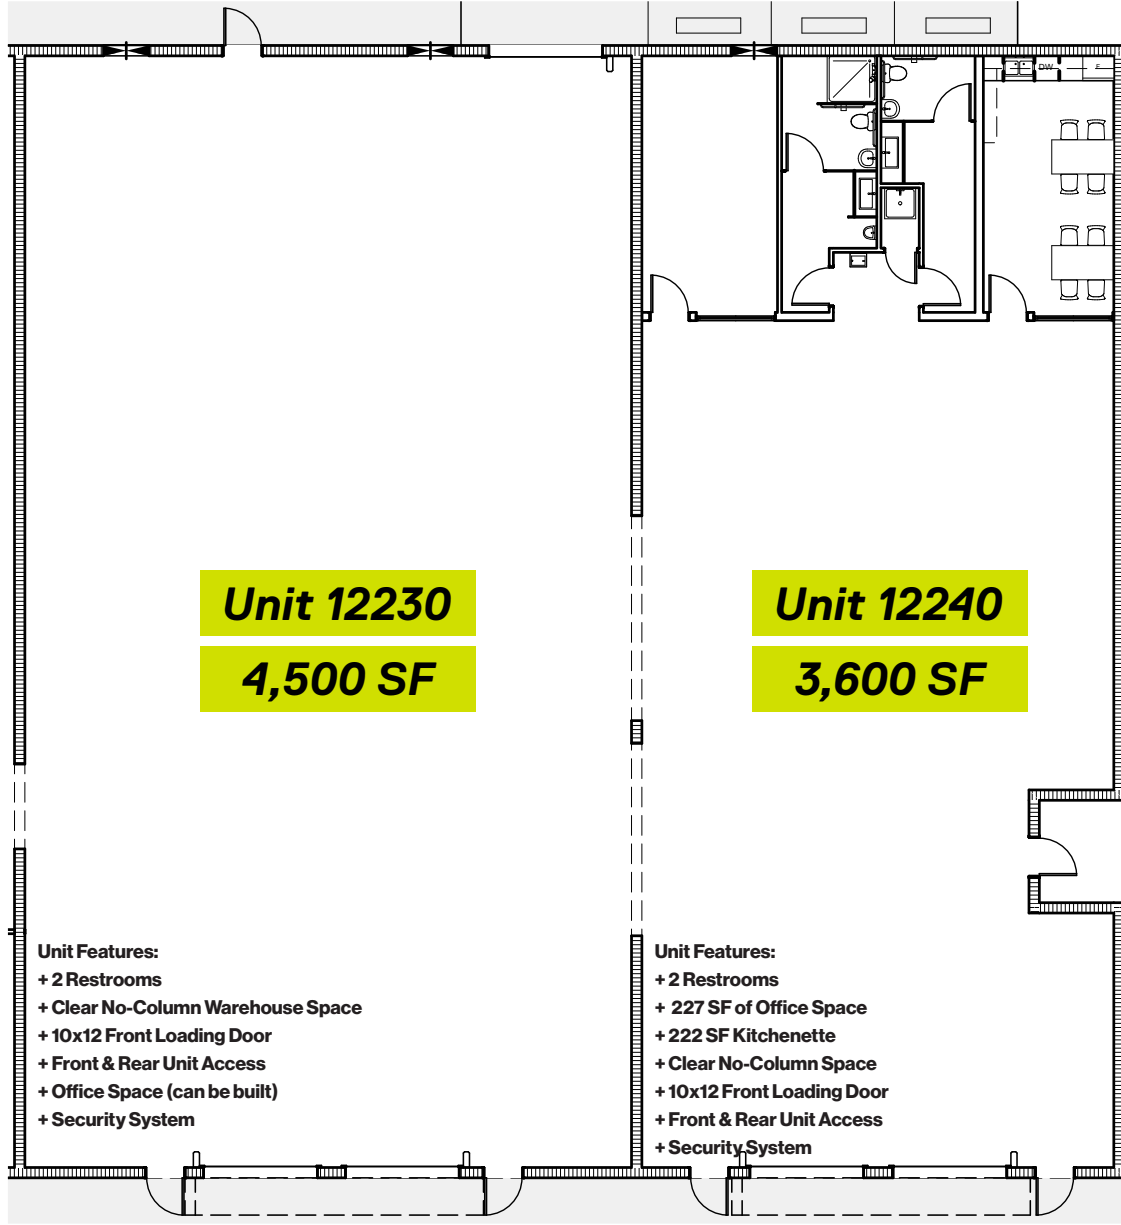 DW
F
Unit 12230
4,500 SF
Unit 12240
3,600 SF
Unit Features:
+ 2 Restrooms
+ Clear No-Column Warehouse Space
+ 10x12 Front Loading Door
+ Front & Rear Unit Access
+ Office Space (can be built)
+ Security System
Unit Features:
+ 2 Restrooms
+ 227 SF of Office Space
+ 222 SF Kitchenette
+ Clear No-Column Space
+ 10x12 Front Loading Door
+ Front & Rear Unit Access
+ Security System